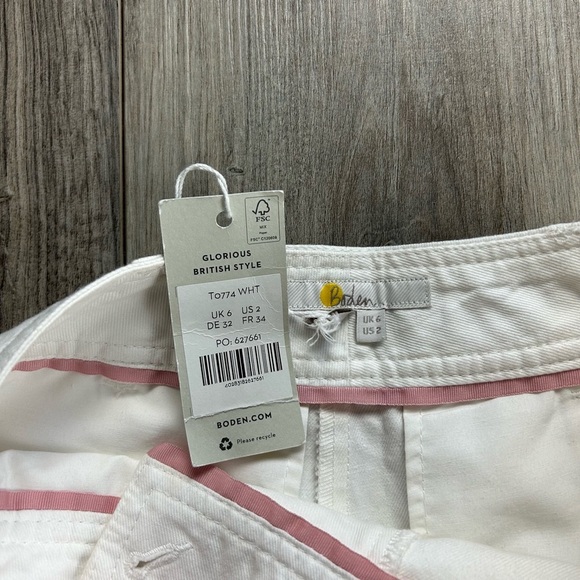 FSC
MIX
GLORIOUS
BRITISH STYLE
T0774 WHT
UK 6 US 2
DE 32 FR 34
PO: 627661
BODEN.COM
Please recycle
Boden
UK 6
US 2